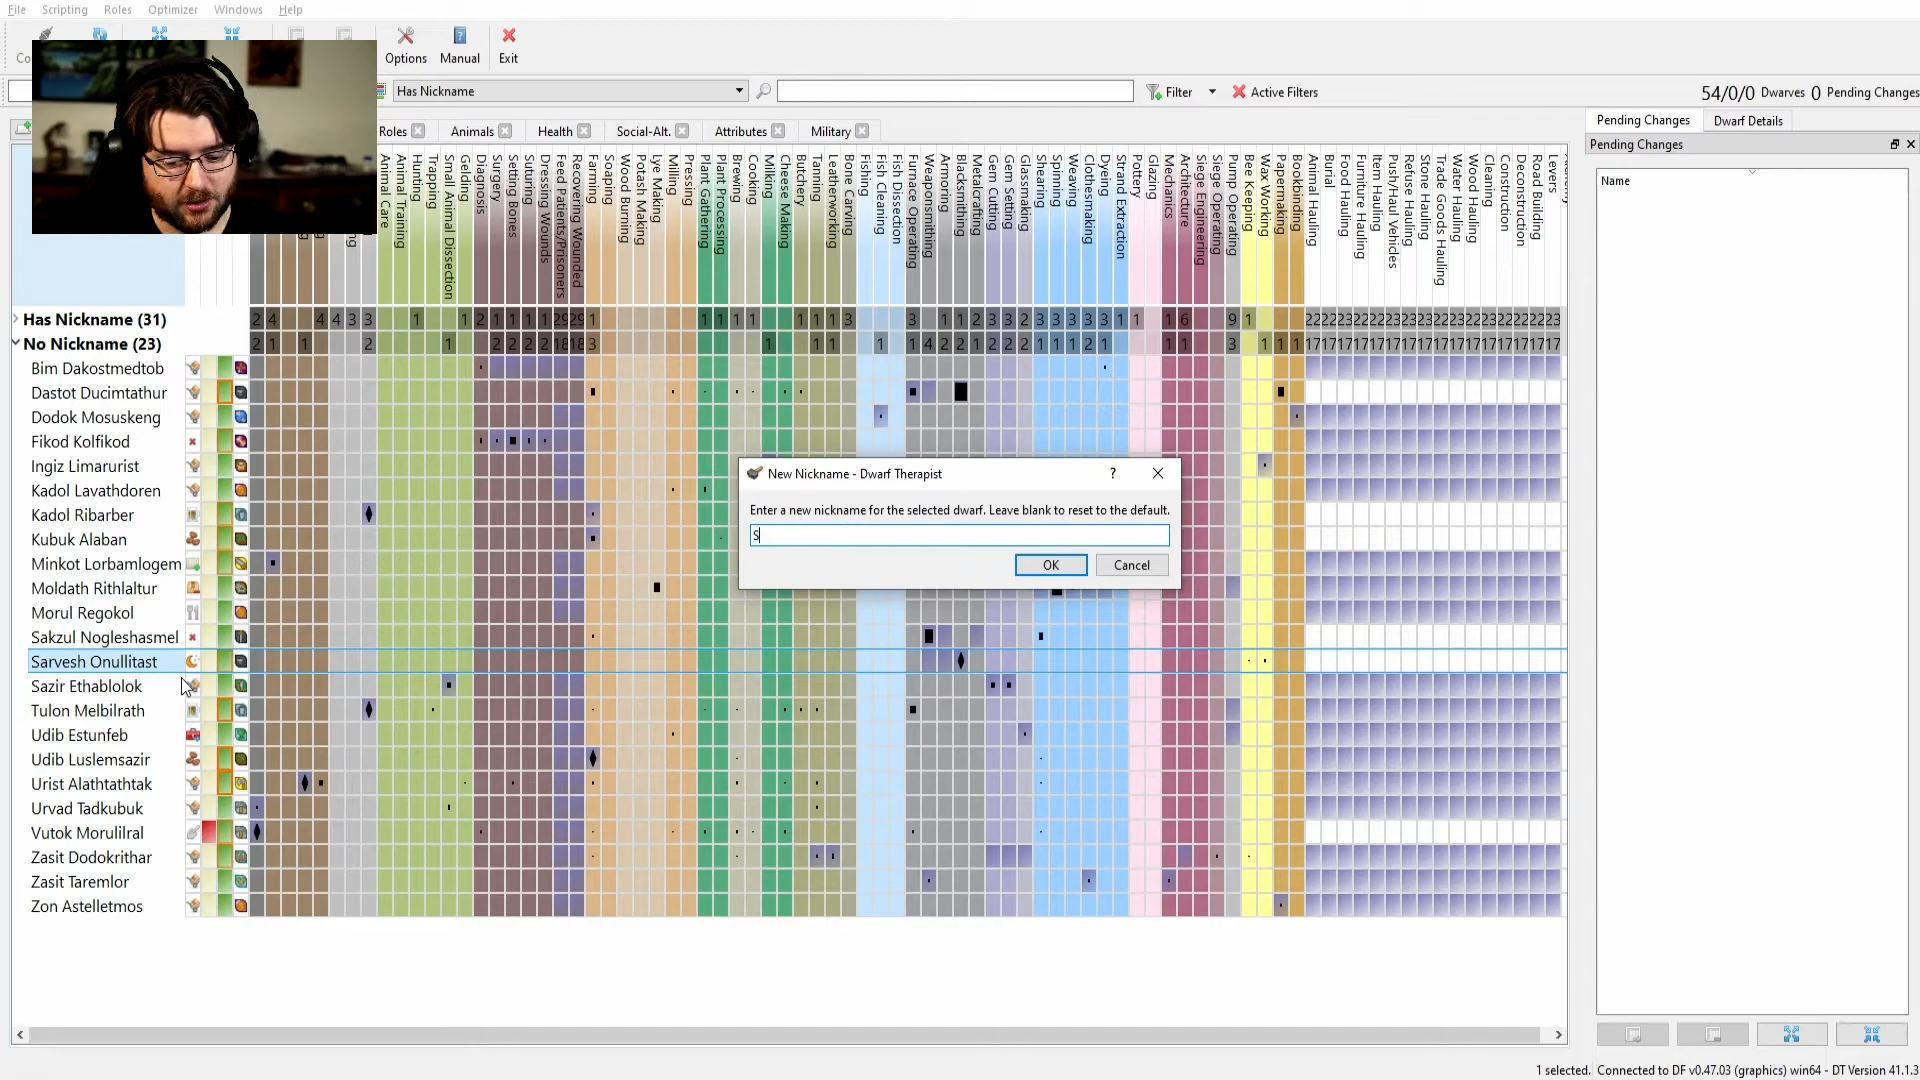 File Scripting Roles Optimizer Windows Help
Co Options Manual Exit
Has Nickname Filter Active Filters 54/0/0 Dwarves 0 Pending Changes
Roles Animals Health Social-Alt. Attributes Military
Pending Changes Dwarf Details
Pending Changes
Name
Animal Care
Animal Training
Hunting
Trapping
Small Animal Dissection
Gelding
Diagnosis
Surgery
Setting Bones
Suturing
Dressing Wounds
Feed Patients/Prisoners
Recovering Wounded
Farming
Soaping
Wood Burning
Potash Making
Lye Making
Milling
Pressing
Plant Gathering
Plant Processing
Brewing
Cooking
Milking
Cheese Making
Butchery
Tanning
Leatherworking
Bone Carving
Fishing
Fish Cleaning
Fish Dissection
Furnace Operating
Weaponsmithing
Armoring
Blacksmithing
Metalcrafting
Gem Cutting
Gem Setting
Glassmaking
Shearing
Spinning
Weaving
Clothesmaking
Dyeing
Strand Extraction
Pottery
Glazing
Mechanics
Architecture
Siege Engineering
Siege Operating
Pump Operating
Bee Keeping
Wax Working
Papermaking
Bookbinding
Animal Hauling
Burial
Food Hauling
Furniture Hauling
Item Hauling
Push/Haul Vehicles
Refuse Hauling
Stone Hauling
Trade Goods Hauling
Water Hauling
Wood Hauling
Cleaning
Construction
Deconstruction
Road Building
Levers
Has Nickname (31)
No Nickname (23)
Bim Dakostmedtob
Dastot Ducimtathur
Dodok Mosuskeng
Fikod Kolfikod
Ingiz Limarurist
Kadol Lavathdoren
Kadol Ribarber
Kubuk Alaban
Minkot Lorbamlogem
Moldath Rithlaltur
Morul Regokol
Sakzul Nogleshasmel
Sarvesh Onullitast
Sazir Ethablolok
Tulon Melbilrath
Udib Estunfeb
Udib Luslemsazir
Urist Alathtathtak
Urvad Tadkubuk
Vutok Morulilral
Zasit Dodokrithar
Zasit Taremlor
Zon Astelletmos
New Nickname - Dwarf Therapist ?
Enter a new nickname for the selected dwarf. Leave blank to reset to the default.
S
OK Cancel
1 selected. Connected to DF v0.47.03 (graphics) win64 - DT Version 41.1.3